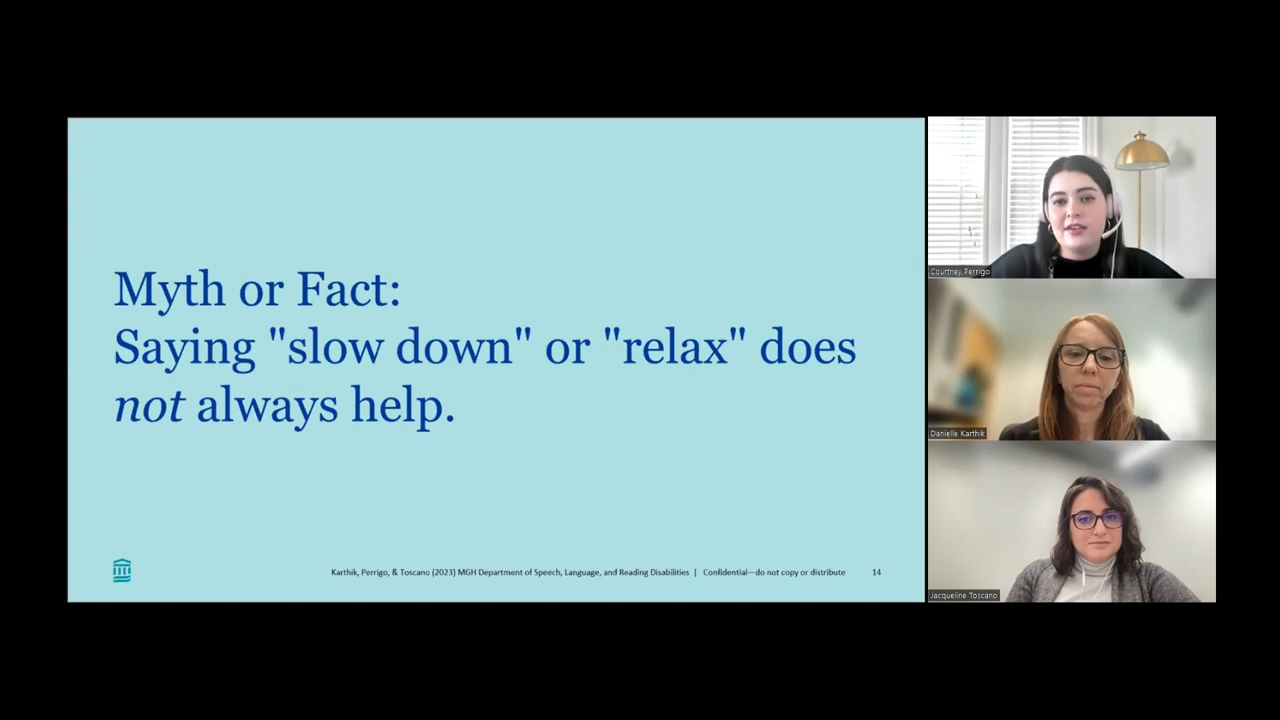 Myth or Fact:
Saying "slow down" or "relax" does
not always help.
Karthik, Perrigo, & Toscano (2023) MGH Department of Speech, Language, and Reading Disabilities | Confidential—do not copy or distribute 14
Courtney Perrigo
Danielle Karthik
Jacqueline Toscano